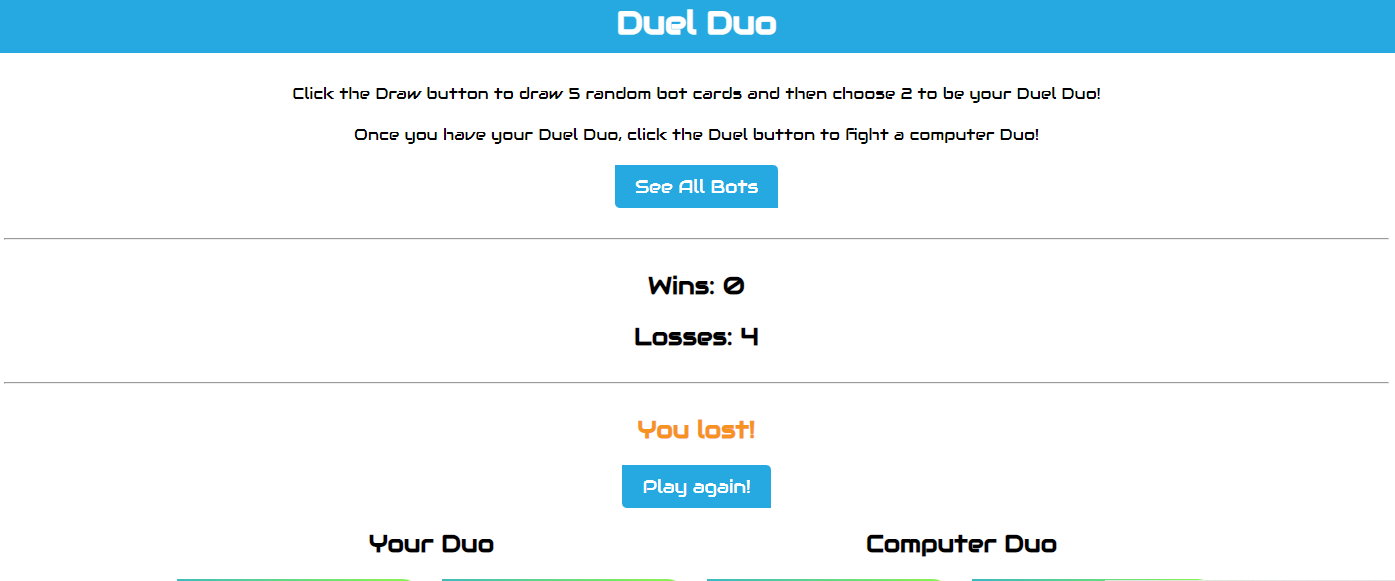 Duel Duo
Click the Draw button to draw 5 random bot cards and then choose 2 to be your Duel Duo!
Once you have your Duel Duo, click the Duel button to fight a computer Duo!
See All Bots
Wins: 0
Losses: 4
You lost!
Play again!
Your Duo
Computer Duo